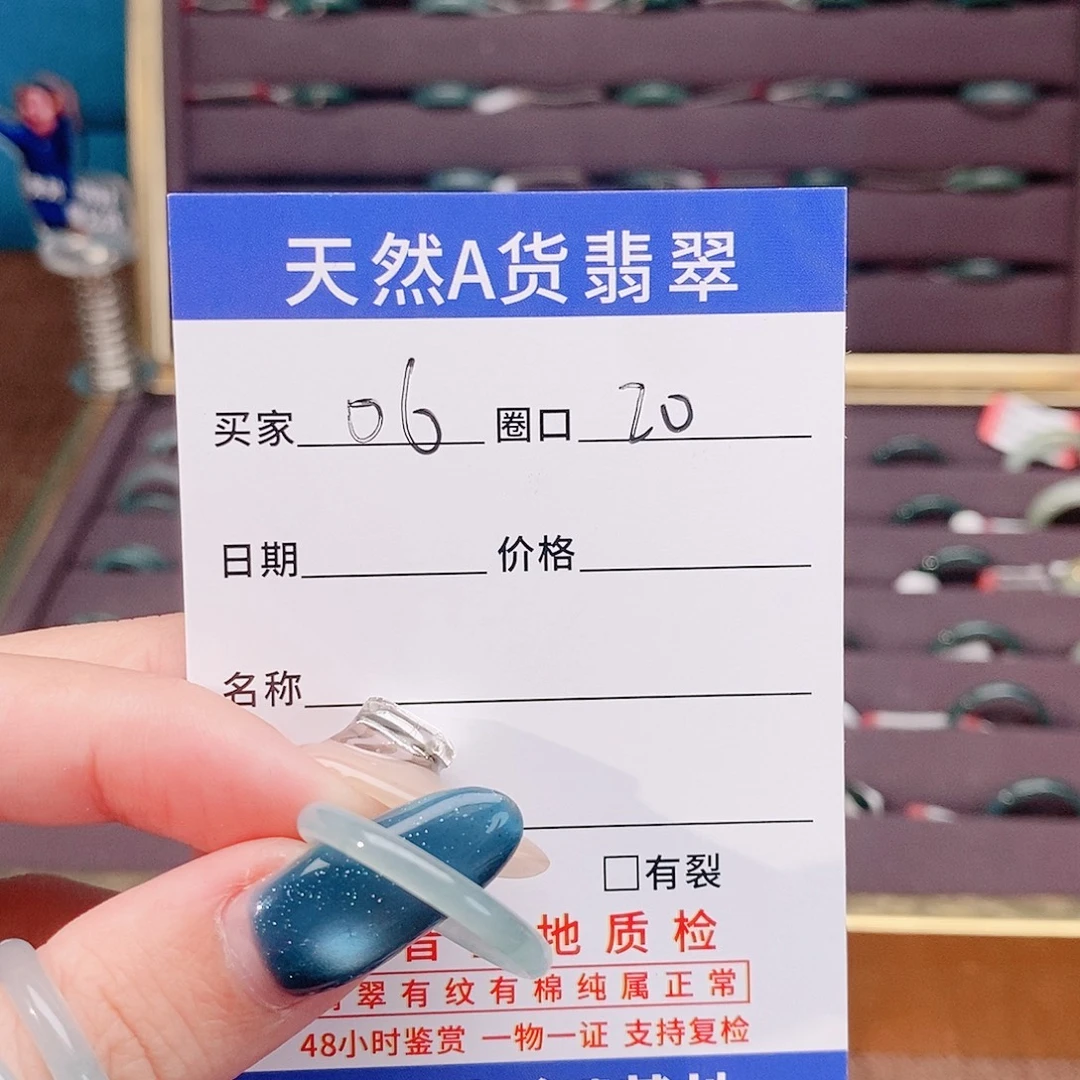 天然A货翡翠
买家 06 圈口 20
日期 价格
名称
□有裂
地质检
翠有纹有棉纯属正常
48小时鉴赏 一物一证 支持复检